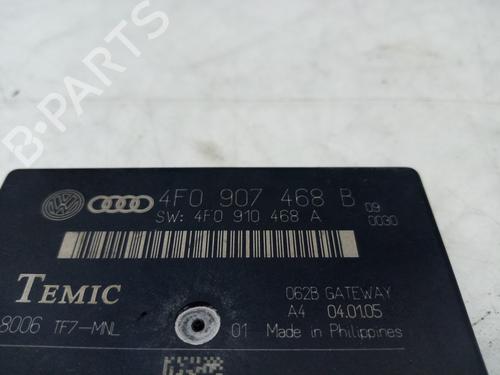 B-PARTS
4F0 907 468 B 09
SW: 4F0 910 468 A 0030
062B GATEWAY
TEMIC A4 04.01.05
8006 TF7-MNL 01 Made in Philippines